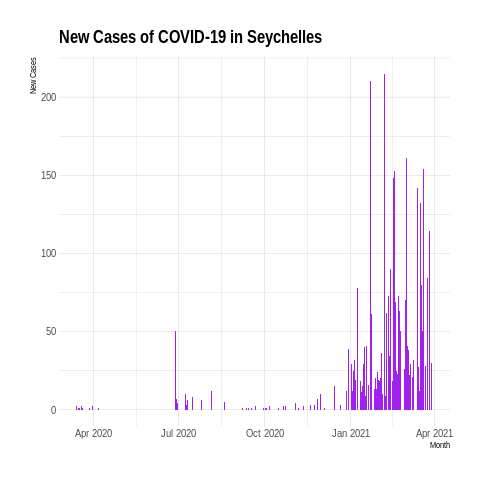 New Cases of COVID-19 in Seychelles
New Cases
200
150
100
50
0
Apr 2020 Jul 2020 Oct 2020 Jan 2021 Apr 2021
Month